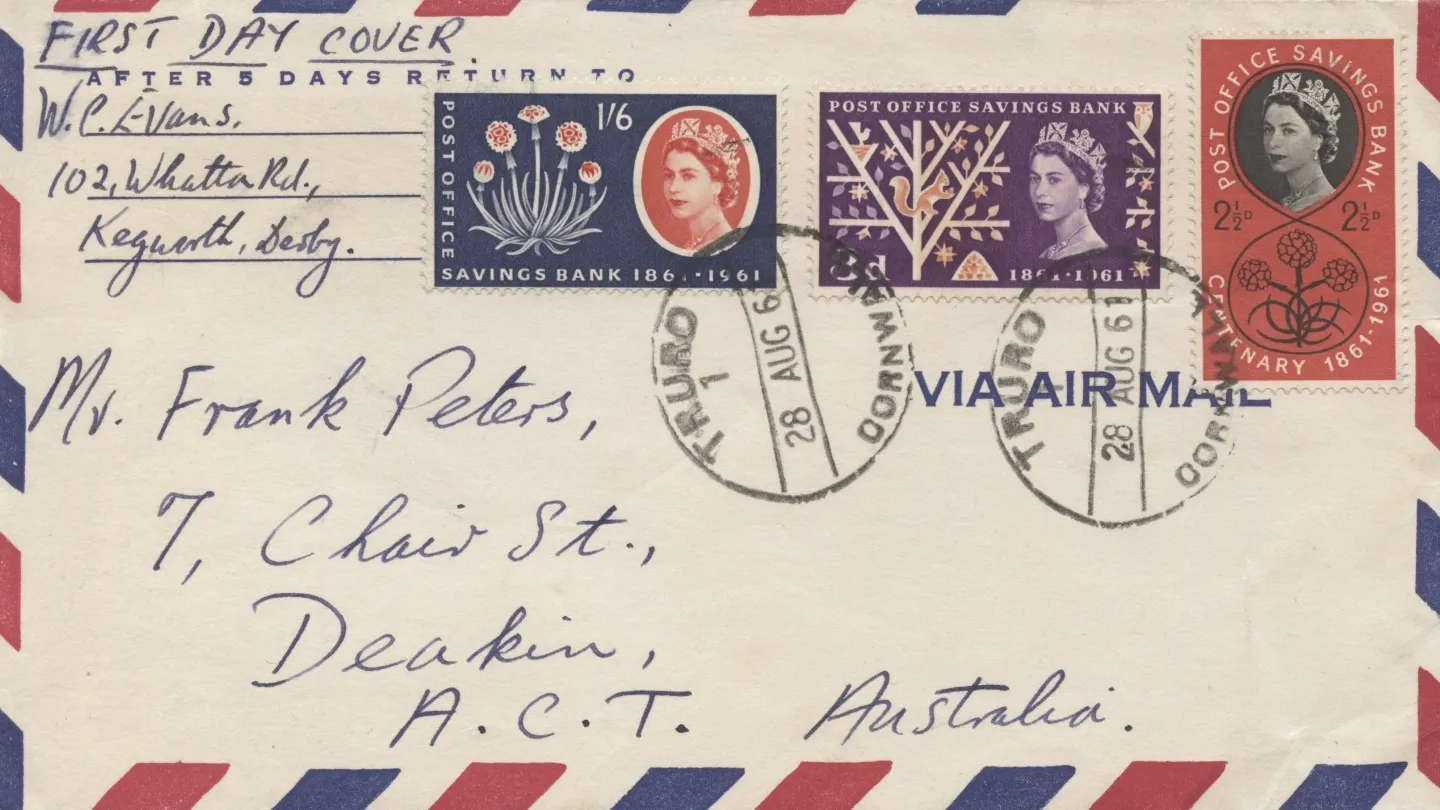 FIRST DAY COVER.
AFTER 5 DAYS RETURN TO
W.C. Evans.
102, Whatton Rd.,
Kegworth, Derby.
POST OFFICE
SAVINGS BANK 1861·1961
1/6
POST OFFICE SAVINGS BANK
1861·1961
POST OFFICE SAVINGS BANK
2½D 2½D
CENTENARY 1861-1961
TRURO
1
28 AUG 61
CORNWALL
TRURO
1
28 AUG 61
CORNWALL
VIA AIR MAIL
Mr. Frank Peters,
7, Chair St.,
Deakin,
A.C.T. Australia.